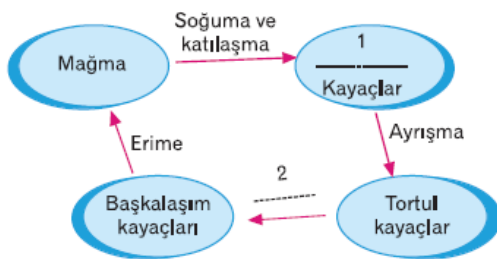 Soğuma ve
katılaşma
Mağma
1
Kayaçlar
Ayrışma
Erime
2
Başkalaşım
kayaçları
Tortul
kayaçlar